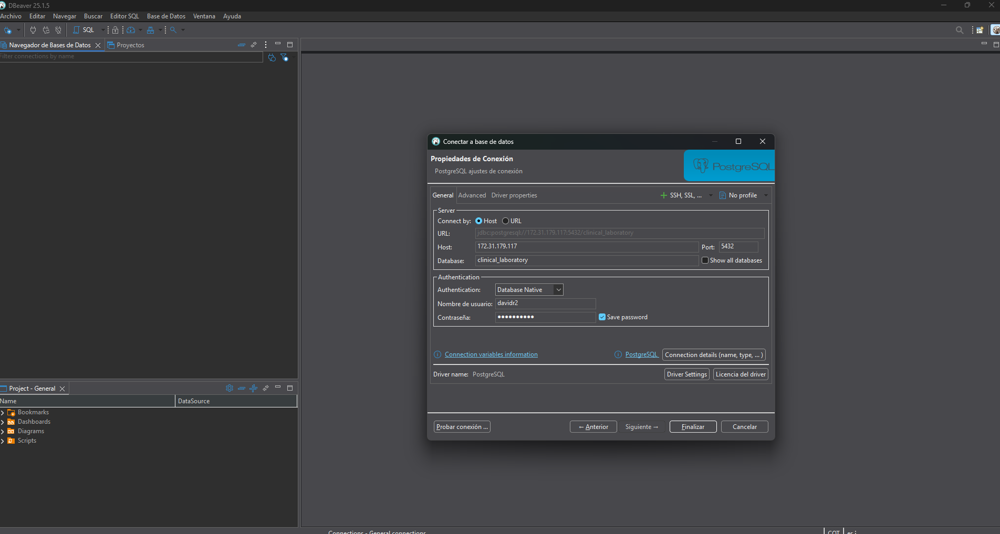 DBeaver 25.1.5
Archivo Editar Navegar Buscar Editor SQL Base de Datos Ventana Ayuda
SQL
Navegador de Bases de Datos Proyectos
Filter connections by name
Conectar a base de datos
Propiedades de Conexión
PostgreSQL ajustes de conexión
PostgreSQL
General Advanced Driver properties SSH, SSL, ... No profile
Server
Connect by: Host URL
URL: jdbc:postgresql://172.31.179.117:5432/clinical_laboratory
Host: 172.31.179.117 Port: 5432
Database: clinical_laboratory Show all databases
Authentication
Authentication: Database Native
Nombre de usuario: davidr2
Contraseña: •••••••••• Save password
Connection variables information PostgreSQL Connection details (name, type, ... )
Driver name: PostgreSQL Driver Settings Licencia del driver
Probar conexión ... ← Anterior Siguiente → Finalizar Cancelar
Project - General
Name DataSource
Bookmarks
Dashboards
Diagrams
Scripts
Connections - General connections COT es